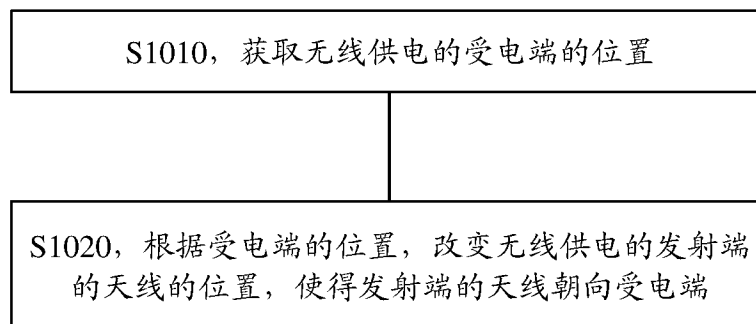 S1010，获取无线供电的受电端的位置
S1020，根据受电端的位置，改变无线供电的发射端
的天线的位置，使得发射端的天线朝向受电端